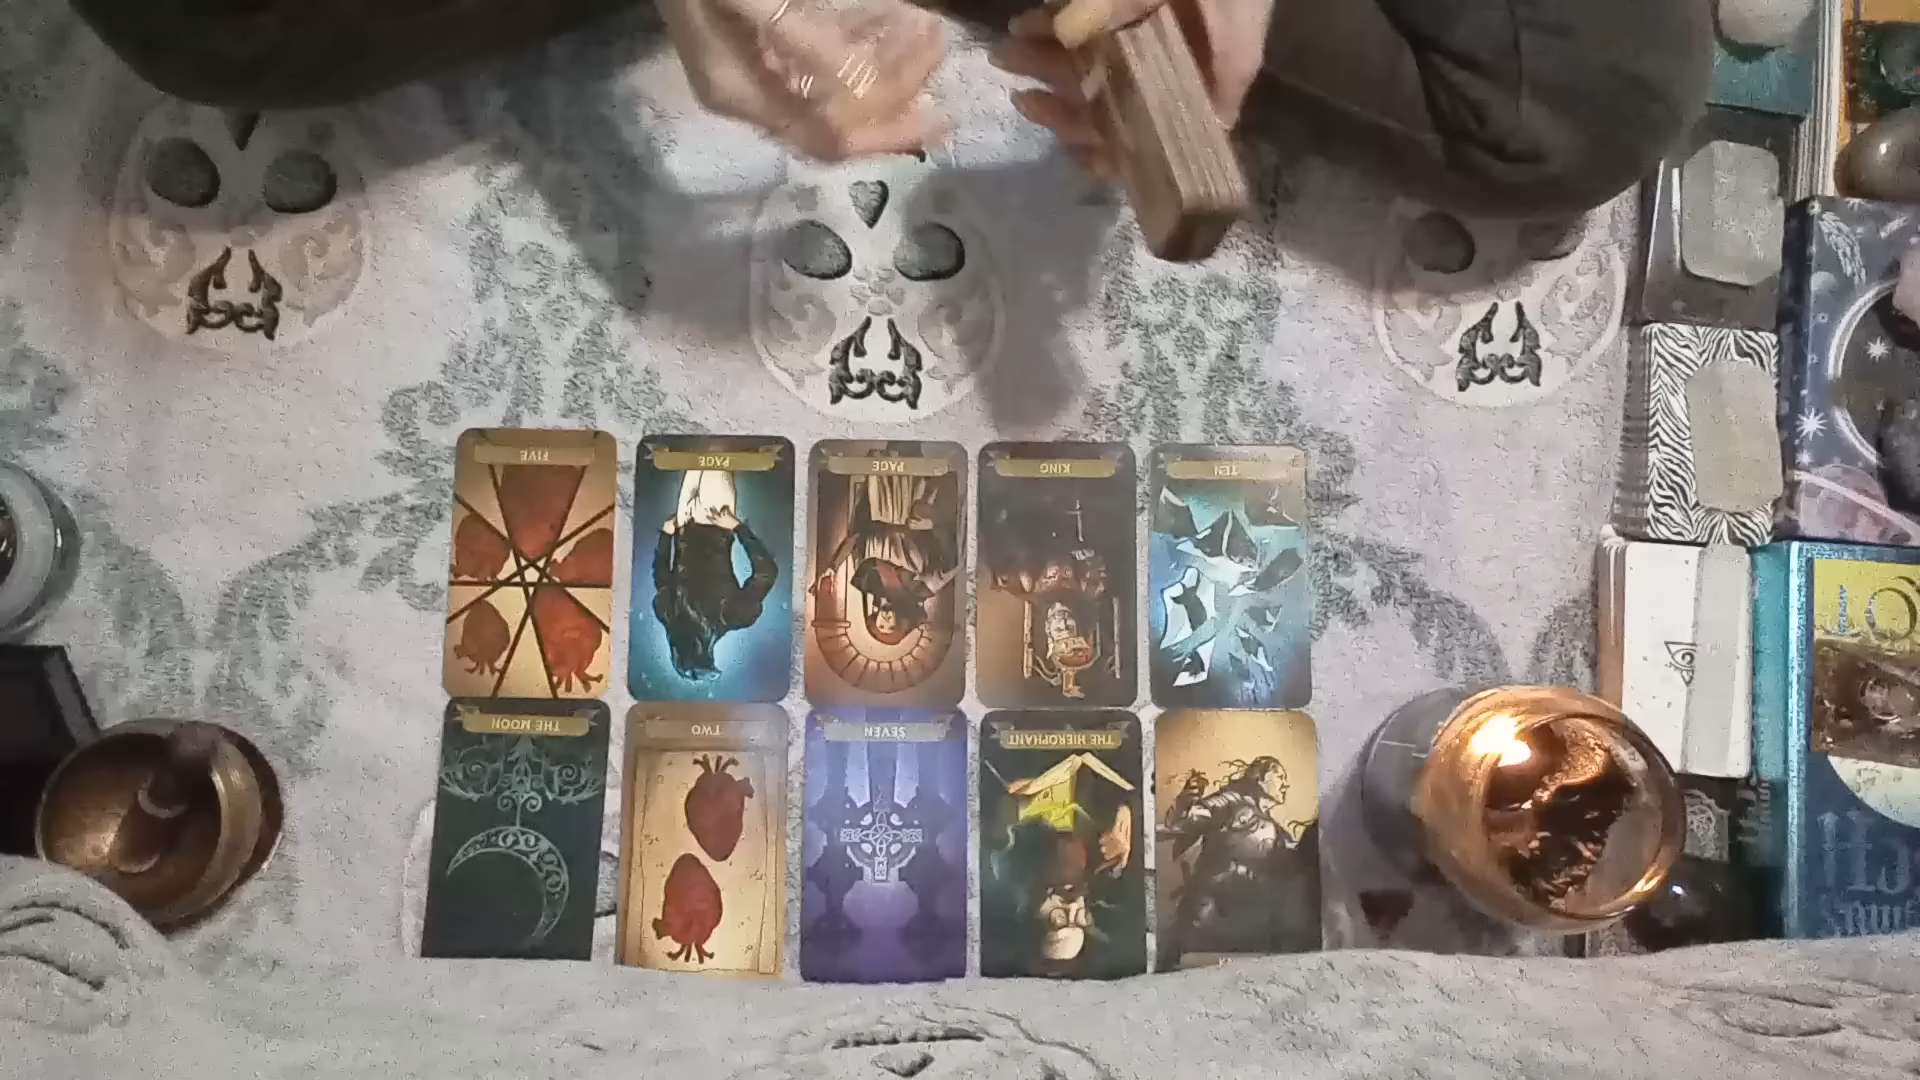 FIVE
PAGE
PAGE
KING
TEN
THE MOON
TWO
SEVEN
THE HIEROPHANT